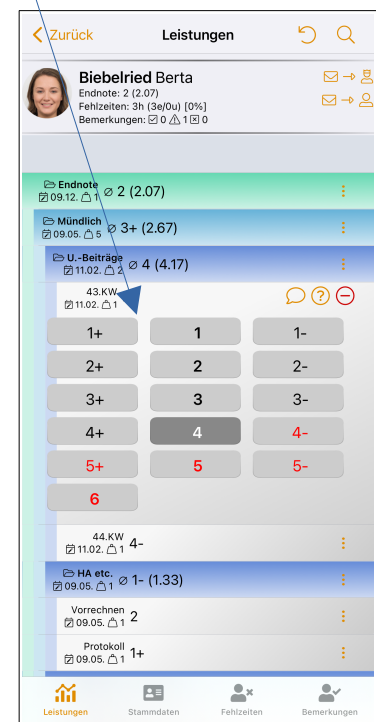 Zurück Leistungen
Biebelried Berta
Endnote: 2 (2.07)
Fehlzeiten: 3h (3e/0u) [0%]
Bemerkungen: ☑ 0 ⚠ 1 ☒ 0
Endnote
09.12. 1 ⌀ 2 (2.07)
Mündlich
09.05. 5 ⌀ 3+ (2.67)
U.-Beiträge
11.02. 2 ⌀ 4 (4.17)
43.KW
11.02. 1
1+ 1 1-
2+ 2 2-
3+ 3 3-
4+ 4 4-
5+ 5 5-
6
44.KW
11.02. 1 4-
HA etc.
09.05. 1 ⌀ 1- (1.33)
Vorrechnen
09.05. 1 2
Protokoll
09.05. 1 1+
Leistungen Stammdaten Fehlzeiten Bemerkungen